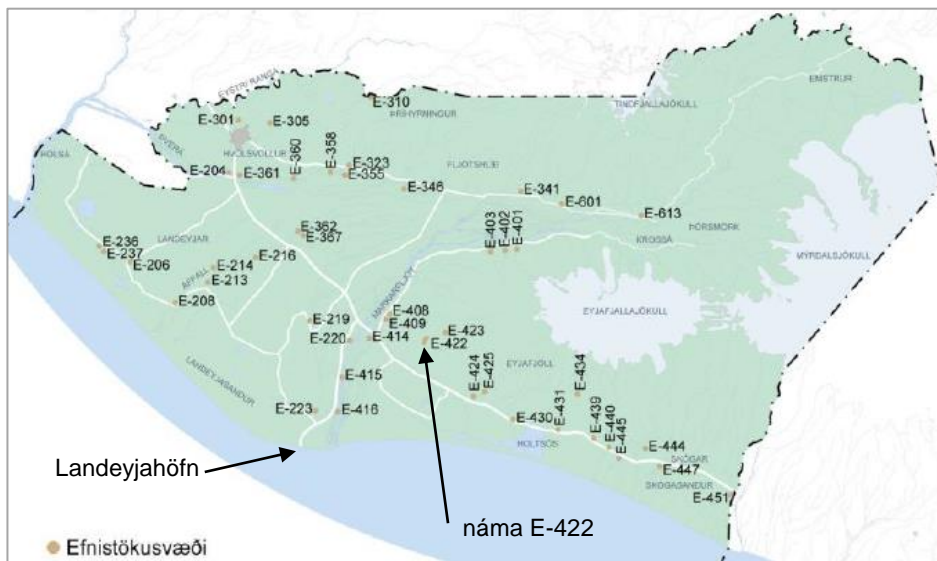 EYSTRI RANGÁ
EMSTRUR
TINDFJALLAJÖKULL
E-310
ÞRÍHYRNINGUR
E-301
E-305
ÞVERÁ
HVOLSVÖLLUR
HÓLSÁ
E-204
E-361
E-360
E-358
E-323
E-355
FLJÓTSHLÍÐ
E-346
E-341
E-601
E-613
ÞÓRSMÖRK
KROSSÁ
MÝRDALSJÖKULL
E-403
E-402
E-401
E-362
E-367
LANDEYJAR
E-236
E-237
E-206
E-216
E-214
E-213
AFFALL
E-208
MARKARFLJÓT
EYJAFJALLAJÖKULL
E-408
E-409
E-219
E-220
E-414
E-423
E-422
EYJAFJÖLL
E-424
E-425
E-434
LANDEYJASANDUR
E-415
E-223
E-416
E-430
E-431
E-439
E-440
E-445
HOLTSÓS
E-444
SKÓGAR
E-447
SKÓGASANDUR
E-451
Landeyjahöfn
náma E-422
Efnistökusvæði